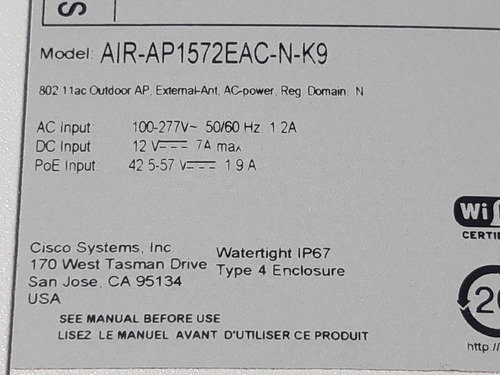 S
Model: AIR-AP1572EAC-N-K9
802 11ac Outdoor AP, External-Ant, AC-power, Reg Domain: N
AC Input: 100-277V~ 50/60 Hz 1 2A
DC Input: 12 V⎓ 7A max
PoE Input: 42 5-57 V⎓ 1 9 A
Wi
CERTIFIE
Cisco Systems, Inc
170 West Tasman Drive
San Jose, CA 95134
USA
Watertight IP67
Type 4 Enclosure
20
SEE MANUAL BEFORE USE
LISEZ LE MANUEL AVANT D'UTILISER CE PRODUIT
http://